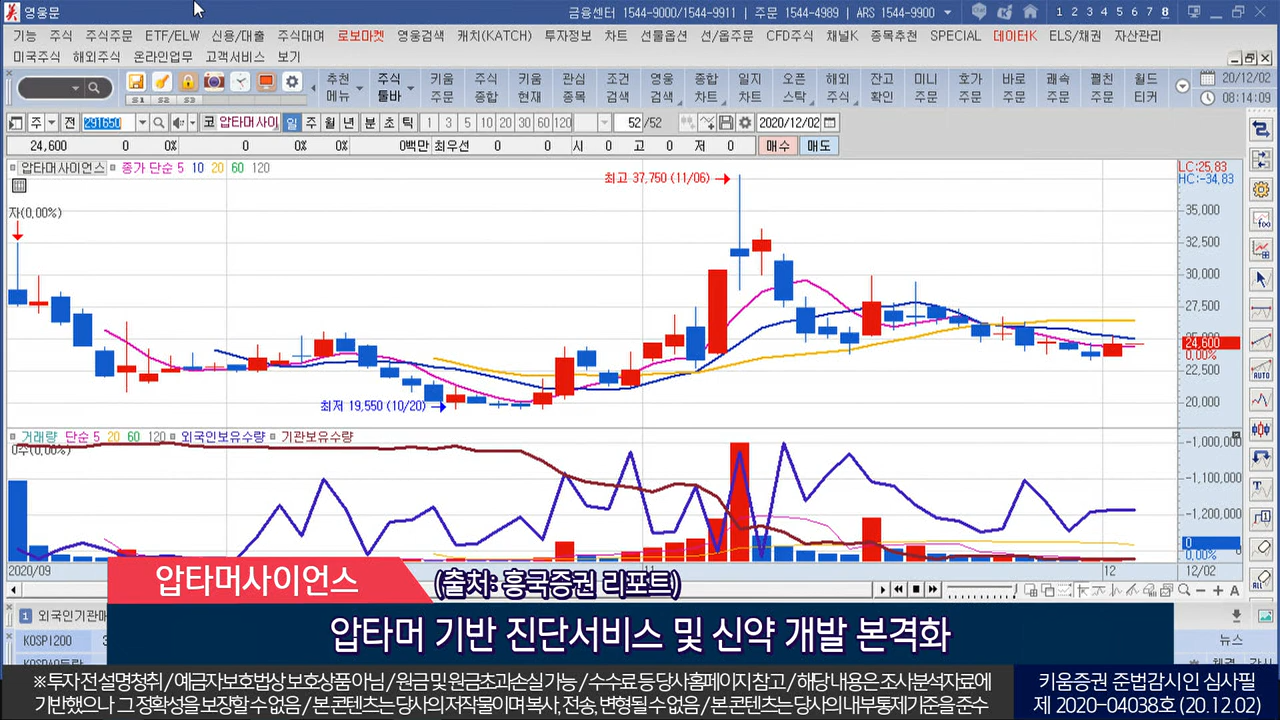 영웅문
금융센터 1544-9000/1544-9911 | 주문 1544-4989 | ARS 1544-9900
1 2 3 4 5 6 7 8
기능 주식 주식주문 ETF/ELW 신용/대출 주식대여 로보마켓 영웅검색 캐치(KATCH) 투자정보 차트 선물옵션 선/옵주문 CFD주식 채널K 종목추천 SPECIAL 데이터K ELS/채권 자산관리
미국주식 해외주식 온라인업무 고객서비스 보기
S1 S2 S3
추천 주식 키움 주식 키움 관심 조건 영웅 종합 일지 오픈 해외 잔고 미니 호가 바로 쾌속 펼친 월드
메뉴 툴바 주문 종합 현재 종목 검색 검색 차트 차트 스탁 주식 확인 주문 주문 주문 주문 주문 티커
20/12/02
08:14:09
주 전 291650 코 압타머사이 일 주 월 년 분 초 틱 1 3 5 10 20 30 60 120 52 /52 2020/12/02
24,600 0 0% 0 0% 0% 0백만 최우선 0 0 시 0 고 0 저 0 매수 매도
압타머사이언스 종가 단순 5 10 20 60 120
LC:25,83
HC:-34,83
최고 37,750 (11/06)
자(0,00%)
35,000
32,500
30,000
27,500
25,000
24,600
0,00%
22,500
20,000
최저 19,550 (10/20)
거래량 단순 5 20 60 120 외국인보유수량 기관보유수량
0주(0,00%)
-1,000,000
-1,100,000
-1,200,000
0
0,00%
2020/09 11 12 12/02
AUTO
ALL
압타머사이언스
(출처: 흥국증권 리포트)
1 외국인기관매
KOSPI200 3
뉴스
압타머 기반 진단서비스 및 신약 개발 본격화
※ 투자 전 설명청취 / 예금자보호법상 보호상품 아님 / 원금 및 원금초과손실 가능 / 수수료 등 당사 홈페이지 참고 / 해당 내용은 조사분석자료에
기반했으나 그 정확성을 보장할 수 없음 / 본 콘텐츠는 당사의 저작물이며 복사, 전송, 변형될 수 없음 / 본 콘텐츠는 당사의 내부통제기준을 준수
키움증권 준법감시인 심사필
제 2020-04038호 (20.12.02)